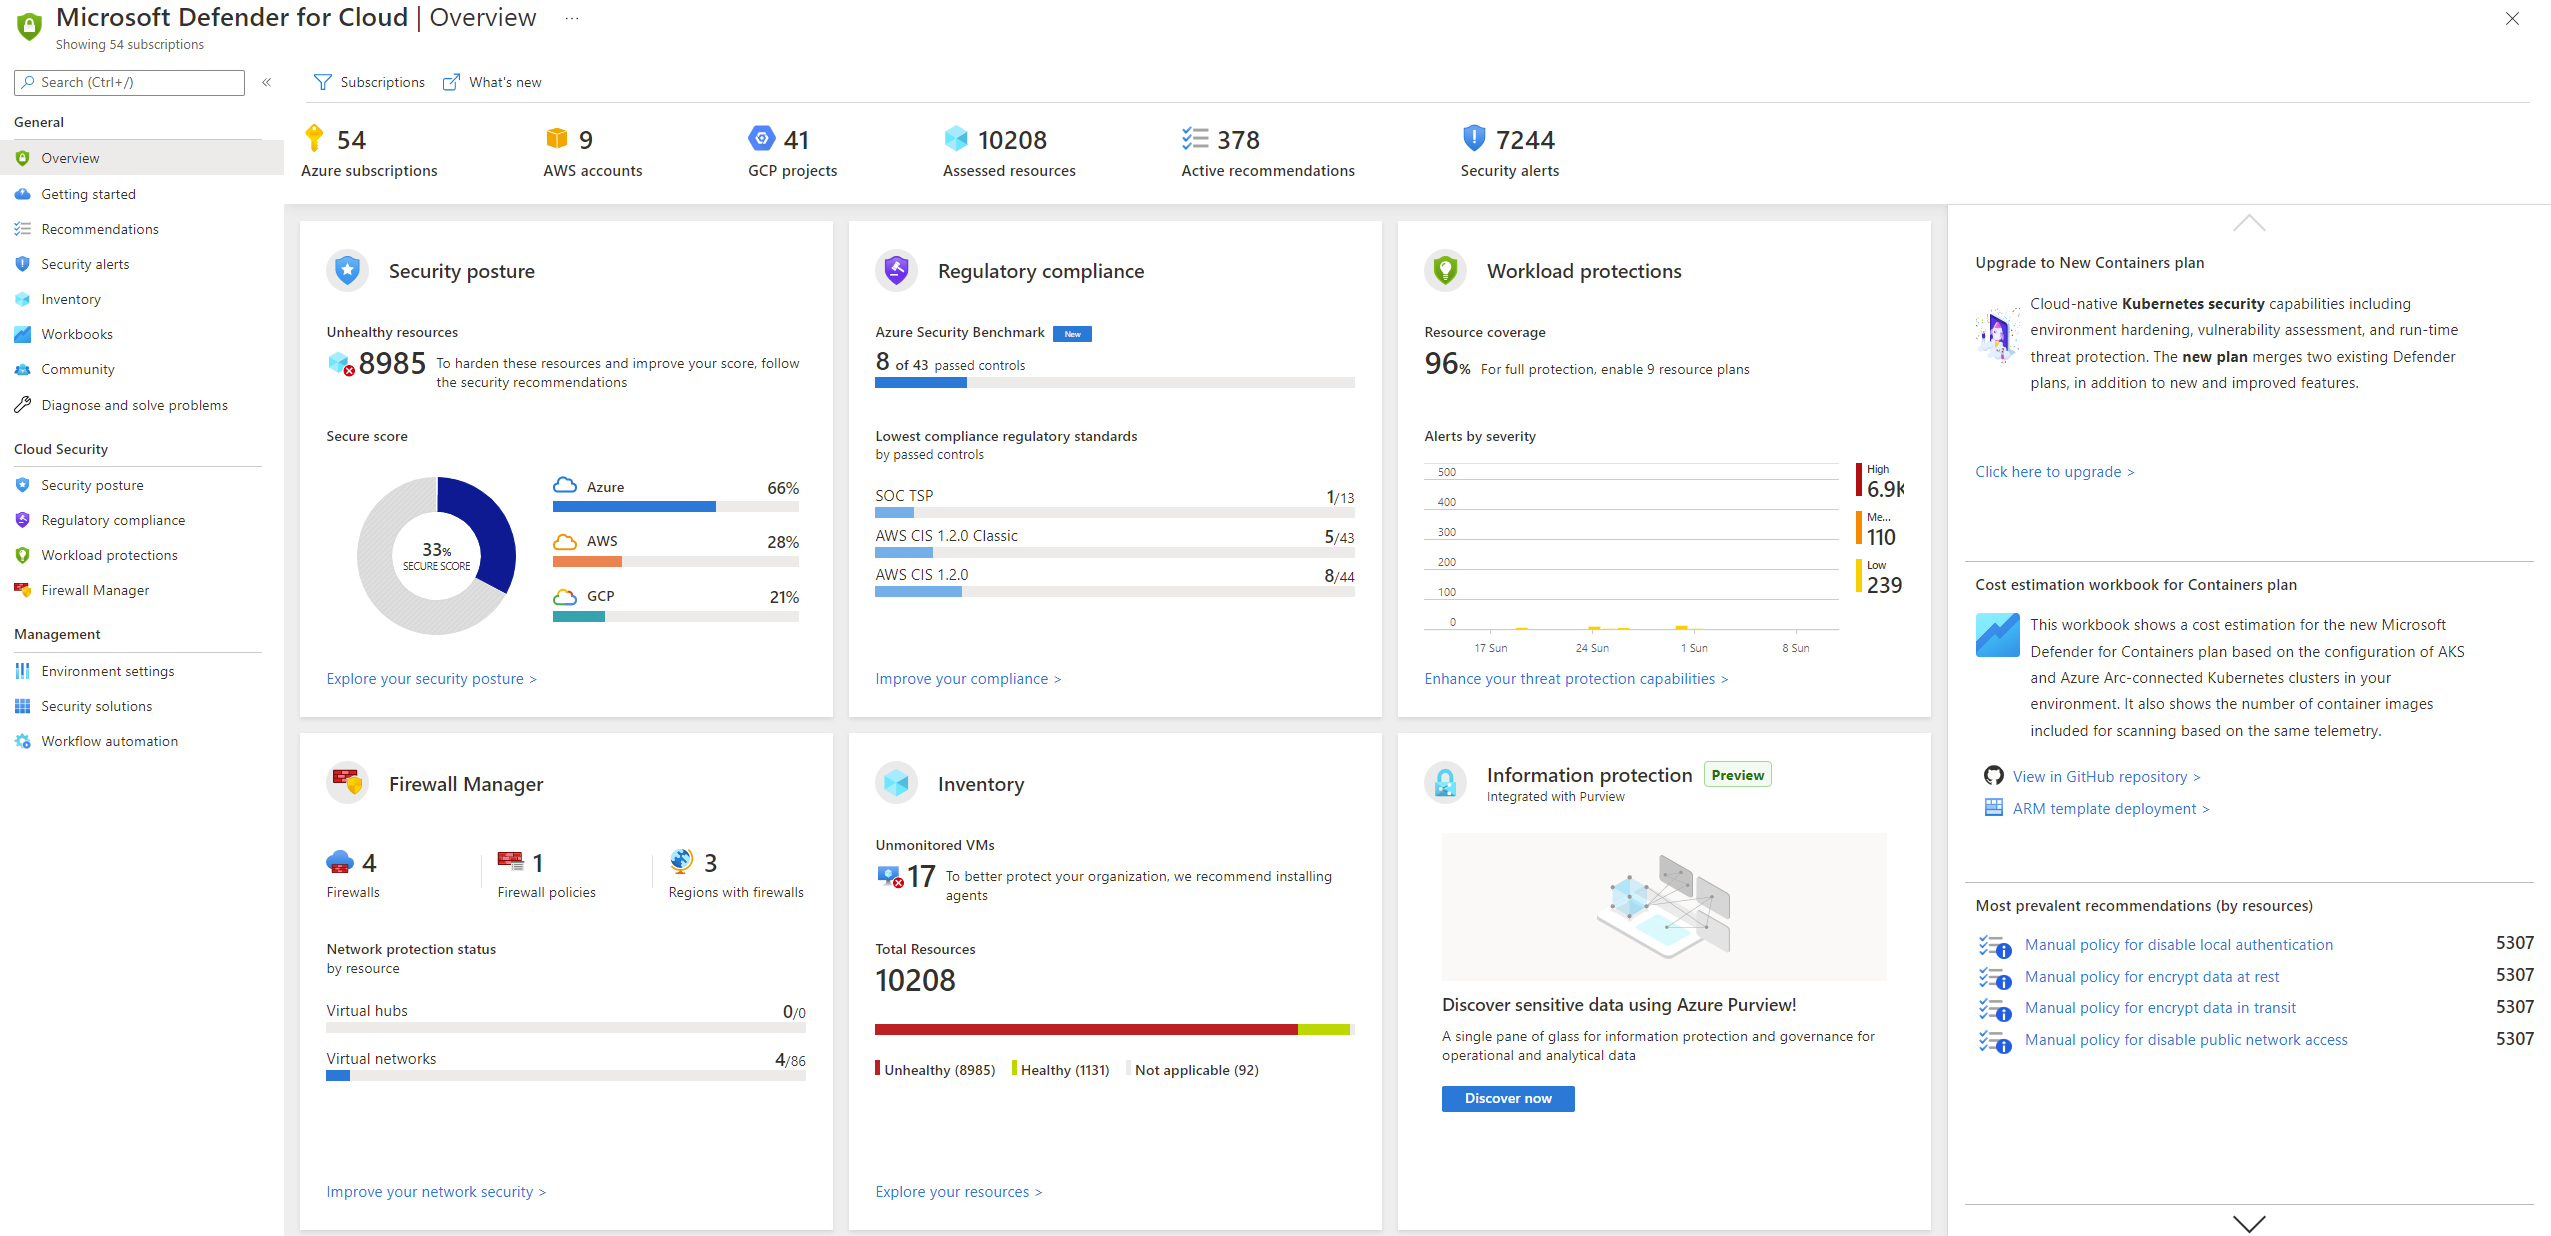 Microsoft Defender for Cloud | Overview ...
Showing 54 subscriptions
Search (Ctrl+/)
«
General
Overview
Getting started
Recommendations
Security alerts
Inventory
Workbooks
Community
Diagnose and solve problems
Cloud Security
Security posture
Regulatory compliance
Workload protections
Firewall Manager
Management
Environment settings
Security solutions
Workflow automation
Subscriptions
What's new
54
Azure subscriptions
9
AWS accounts
41
GCP projects
10208
Assessed resources
378
Active recommendations
7244
Security alerts
Security posture
Unhealthy resources
8985
To harden these resources and improve your score, follow
the security recommendations
Secure score
33%
SECURE SCORE
Azure 66%
AWS 28%
GCP 21%
Explore your security posture >
Regulatory compliance
Azure Security Benchmark New
8 of 43 passed controls
Lowest compliance regulatory standards
by passed controls
SOC TSP 1/13
AWS CIS 1.2.0 Classic 5/43
AWS CIS 1.2.0 8/44
Improve your compliance >
Workload protections
Resource coverage
96% For full protection, enable 9 resource plans
Alerts by severity
500
400
300
200
100
0
17 Sun 24 Sun 1 Sun 8 Sun
High
6.9K
Me...
110
Low
239
Enhance your threat protection capabilities >
Firewall Manager
4
Firewalls
1
Firewall policies
3
Regions with firewalls
Network protection status
by resource
Virtual hubs 0/0
Virtual networks 4/86
Improve your network security >
Inventory
Unmonitored VMs
17
To better protect your organization, we recommend installing
agents
Total Resources
10208
Unhealthy (8985) Healthy (1131) Not applicable (92)
Explore your resources >
Information protection Preview
Integrated with Purview
Discover sensitive data using Azure Purview!
A single pane of glass for information protection and governance for
operational and analytical data
Discover now
Upgrade to New Containers plan
Cloud-native Kubernetes security capabilities including
environment hardening, vulnerability assessment, and run-time
threat protection. The new plan merges two existing Defender
plans, in addition to new and improved features.
Click here to upgrade >
Cost estimation workbook for Containers plan
This workbook shows a cost estimation for the new Microsoft
Defender for Containers plan based on the configuration of AKS
and Azure Arc-connected Kubernetes clusters in your
environment. It also shows the number of container images
included for scanning based on the same telemetry.
View in GitHub repository >
ARM template deployment >
Most prevalent recommendations (by resources)
Manual policy for disable local authentication 5307
Manual policy for encrypt data at rest 5307
Manual policy for encrypt data in transit 5307
Manual policy for disable public network access 5307